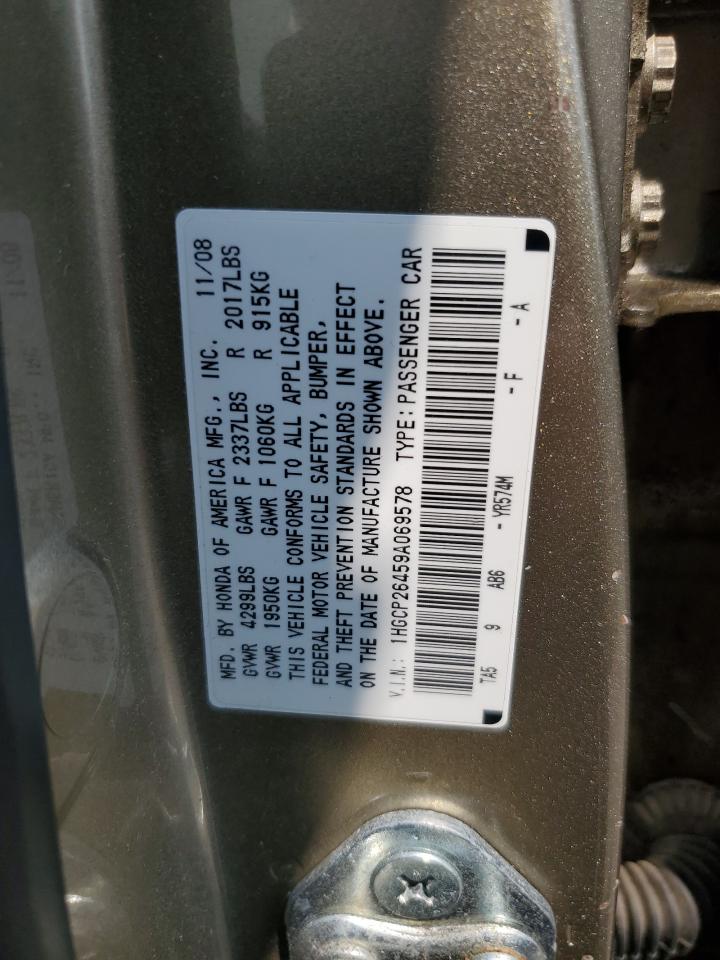 MFD. BY HONDA OF AMERICA MFG., INC. 11/08
GVWR 4299LBS GAWR F 2337LBS R 2017LBS
GVWR 1950KG GAWR F 1060KG R 915KG
THIS VEHICLE CONFORMS TO ALL APPLICABLE
FEDERAL MOTOR VEHICLE SAFETY, BUMPER,
AND THEFT PREVENTION STANDARDS IN EFFECT
ON THE DATE OF MANUFACTURE SHOWN ABOVE.
V.I.N.: 1HGCP26459A069578 TYPE: PASSENGER CAR
TA5 9 AB6 - YR574M - F - A